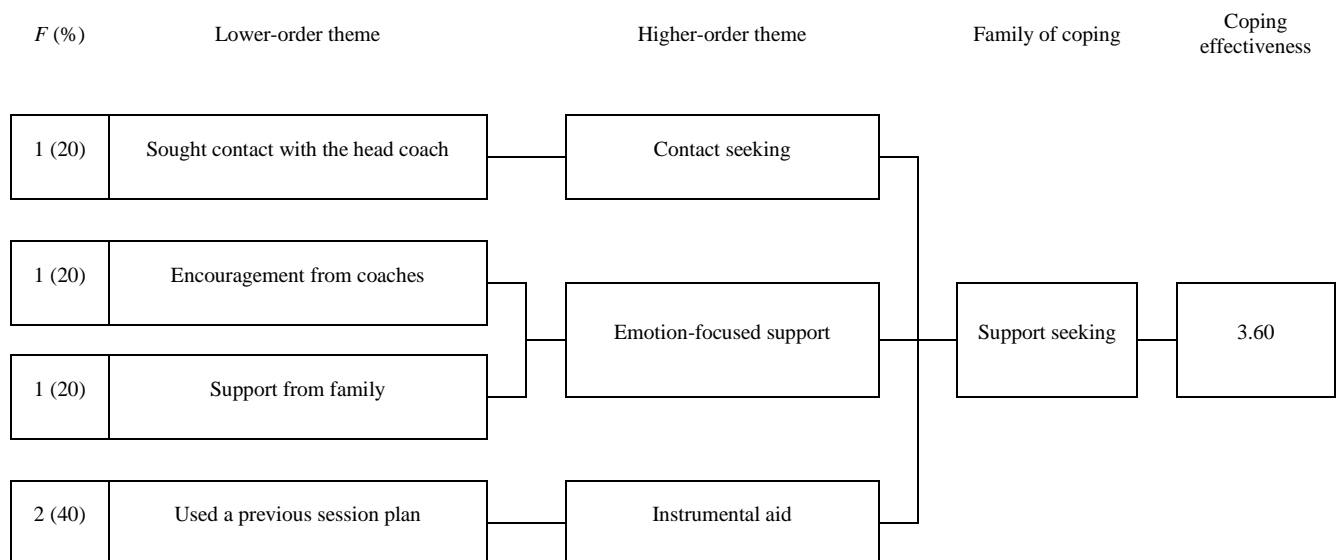 F (%) Lower-order theme Higher-order theme Family of coping Coping effectiveness
1 (20) Sought contact with the head coach Contact seeking
1 (20) Encouragement from coaches
Emotion-focused support Support seeking 3.60
1 (20) Support from family
2 (40) Used a previous session plan Instrumental aid